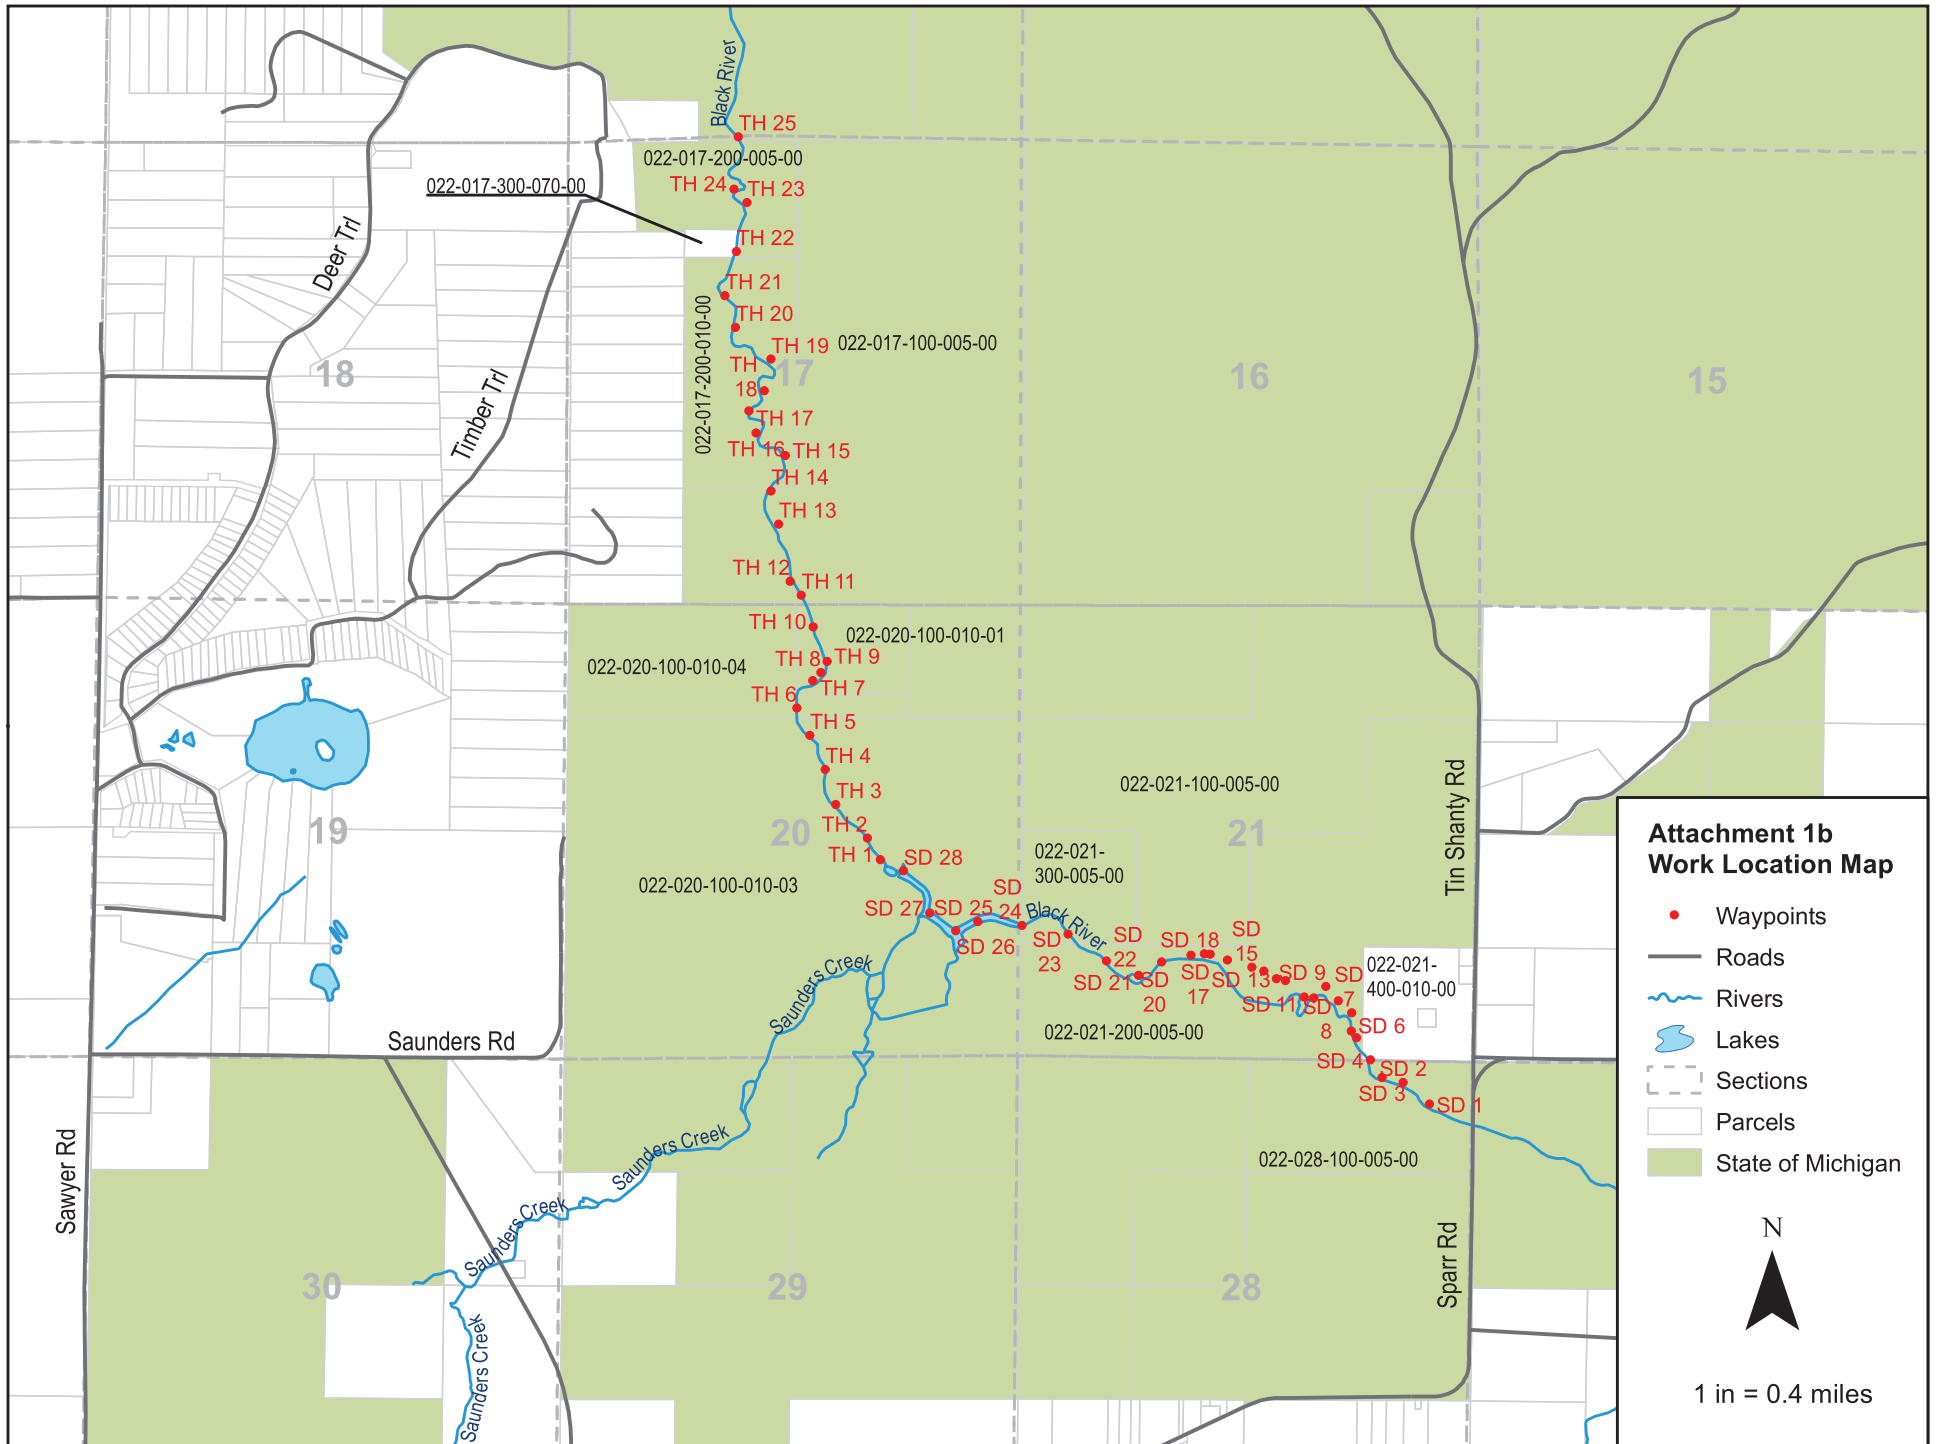 Black River
TH 25
022-017-200-005-00
TH 24
TH 23
022-017-300-070-00
TH 22
Deer Trl
TH 21
022-017-200-010-00
TH 20
TH 19
022-017-100-005-00
TH
18
17
18
16
15
Timber Trl
TH 17
TH 16
TH 15
TH 14
TH 13
TH 12
TH 11
TH 10
022-020-100-010-01
TH 8
TH 9
022-020-100-010-04
TH 7
TH 6
TH 5
TH 4
022-021-100-005-00
Tin Shanty Rd
TH 3
TH 2
19
20
21
TH 1
SD 28
022-021-
300-005-00
022-020-100-010-03
SD 27
SD 25
SD
24
Black River
SD 26
SD
23
SD
22
SD 21
SD
20
SD 18
SD
17
SD
15
SD 13
SD 11
SD 9
SD
8
SD
7
022-021-
400-010-00
SD 6
022-021-200-005-00
SD 4
SD 2
SD 3
SD 1
Saunders Creek
Saunders Rd
Sawyer Rd
Saunders Creek
022-028-100-005-00
Saunders Creek
Sparr Rd
30
29
28
Saunders Creek
Attachment 1b
Work Location Map
Waypoints
Roads
Rivers
Lakes
Sections
Parcels
State of Michigan
N
1 in = 0.4 miles